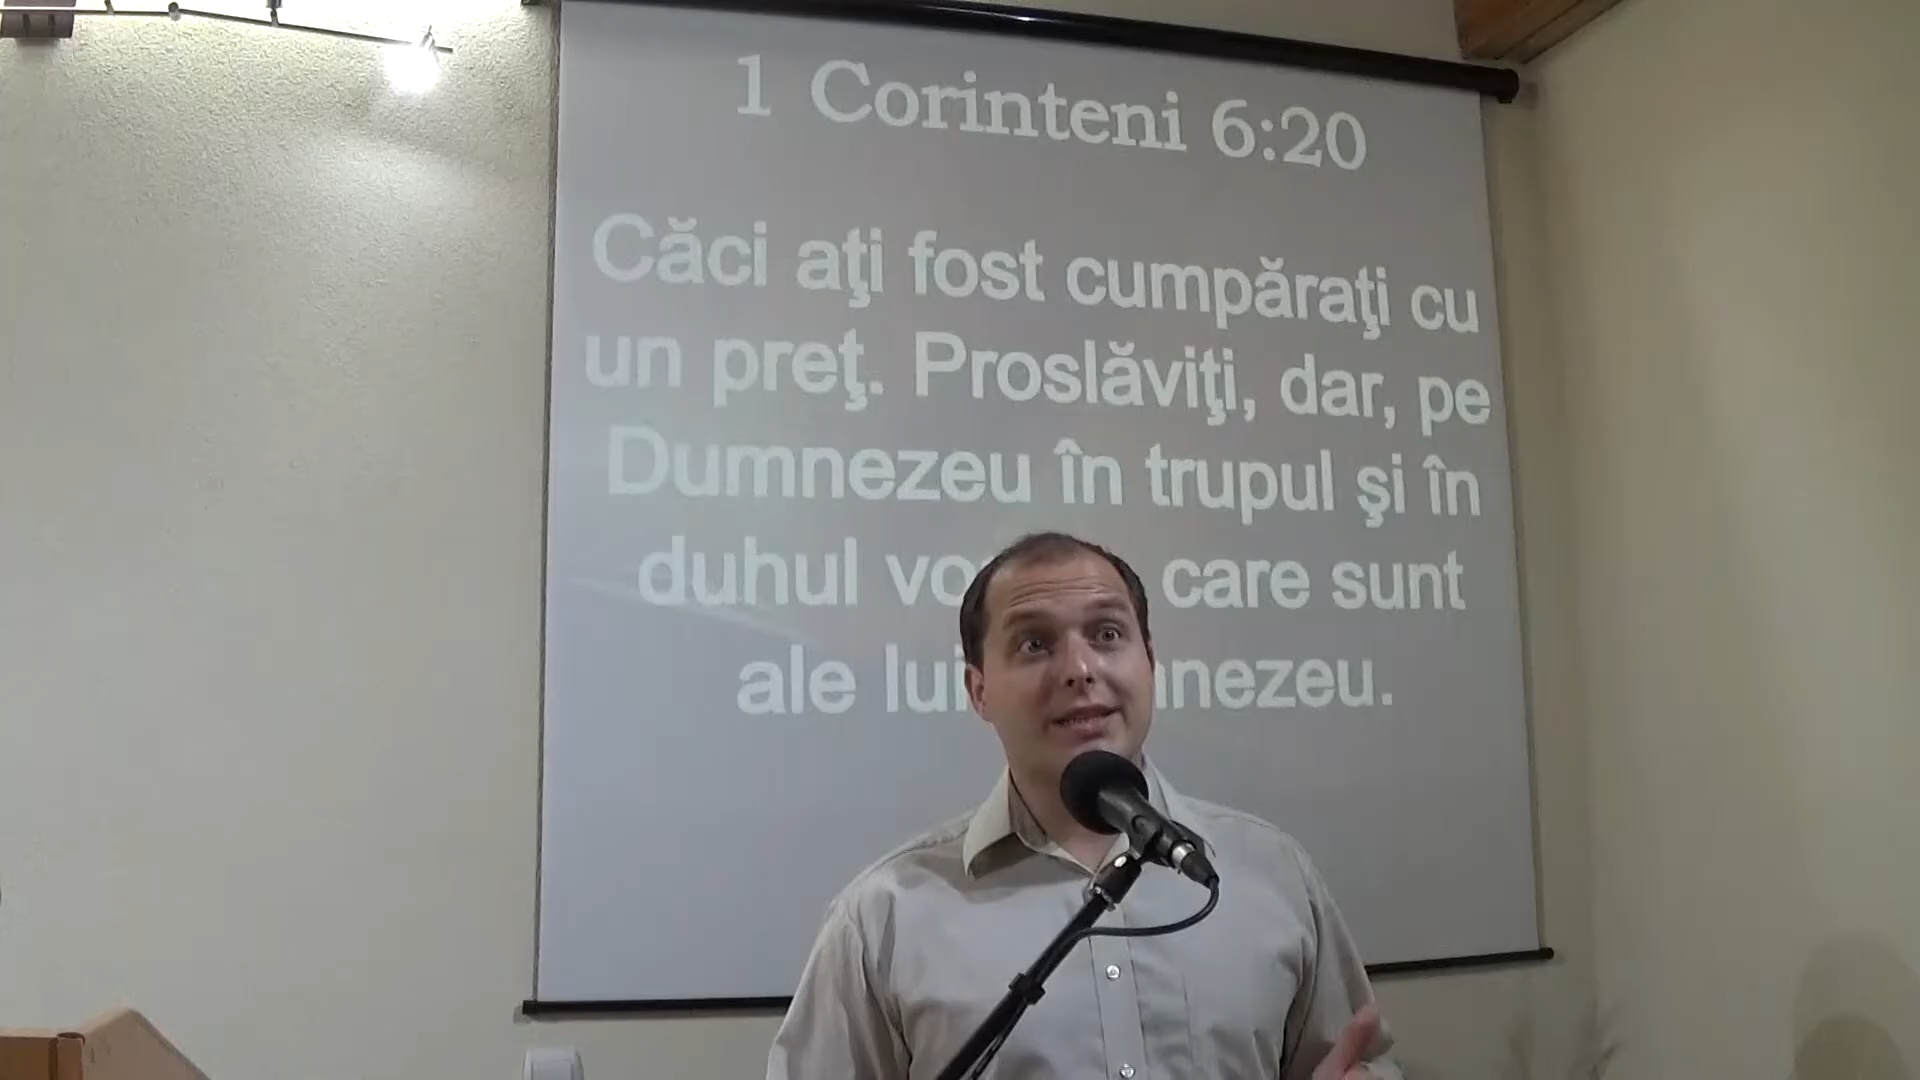 1 Corinteni 6:20
Căci aţi fost cumpăraţi cu
un preţ. Proslăviţi, dar, pe
Dumnezeu în trupul şi în
duhul care sunt
ale lui